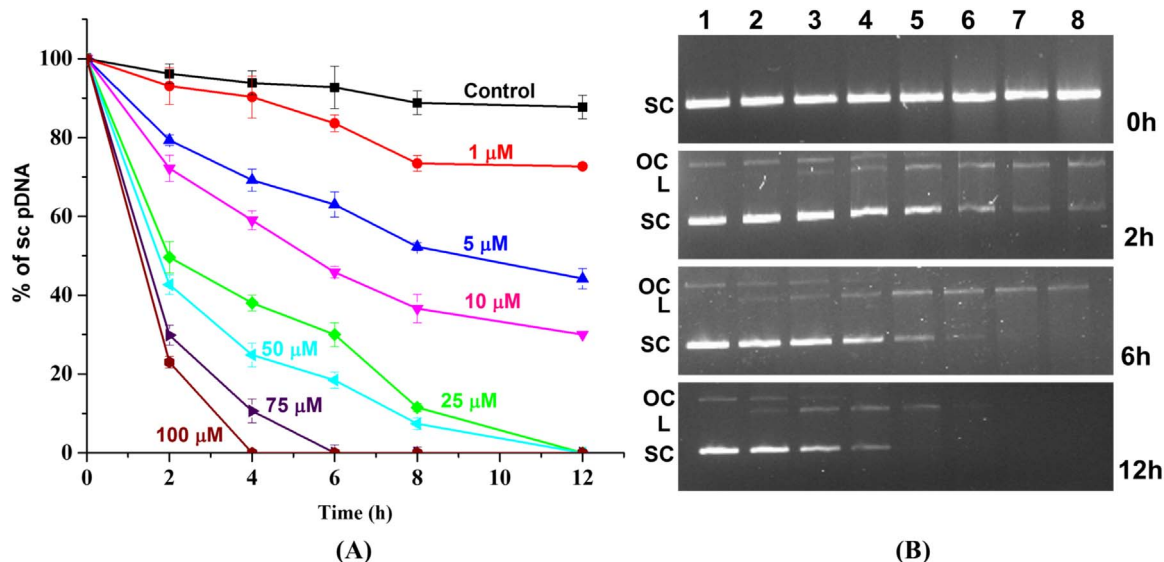 % of sc pDNA
100
80
60
40
20
0
Control
1 μM
5 μM
10 μM
25 μM
50 μM
75 μM
100 μM
0 2 4 6 8 10 12
Time (h)
(A)
1 2 3 4 5 6 7 8
SC
0h
OC
L
SC
2h
OC
L
SC
6h
OC
L
SC
12h
(B)